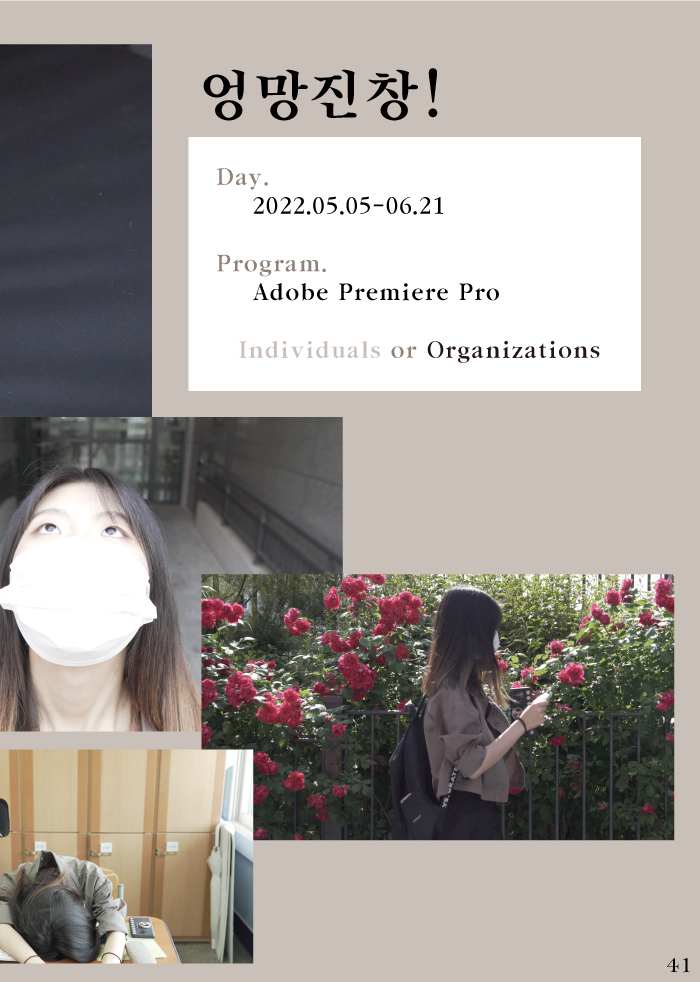 엉망진창!
Day.
2022.05.05-06.21
Program.
Adobe Premiere Pro
Individuals or Organizations
41